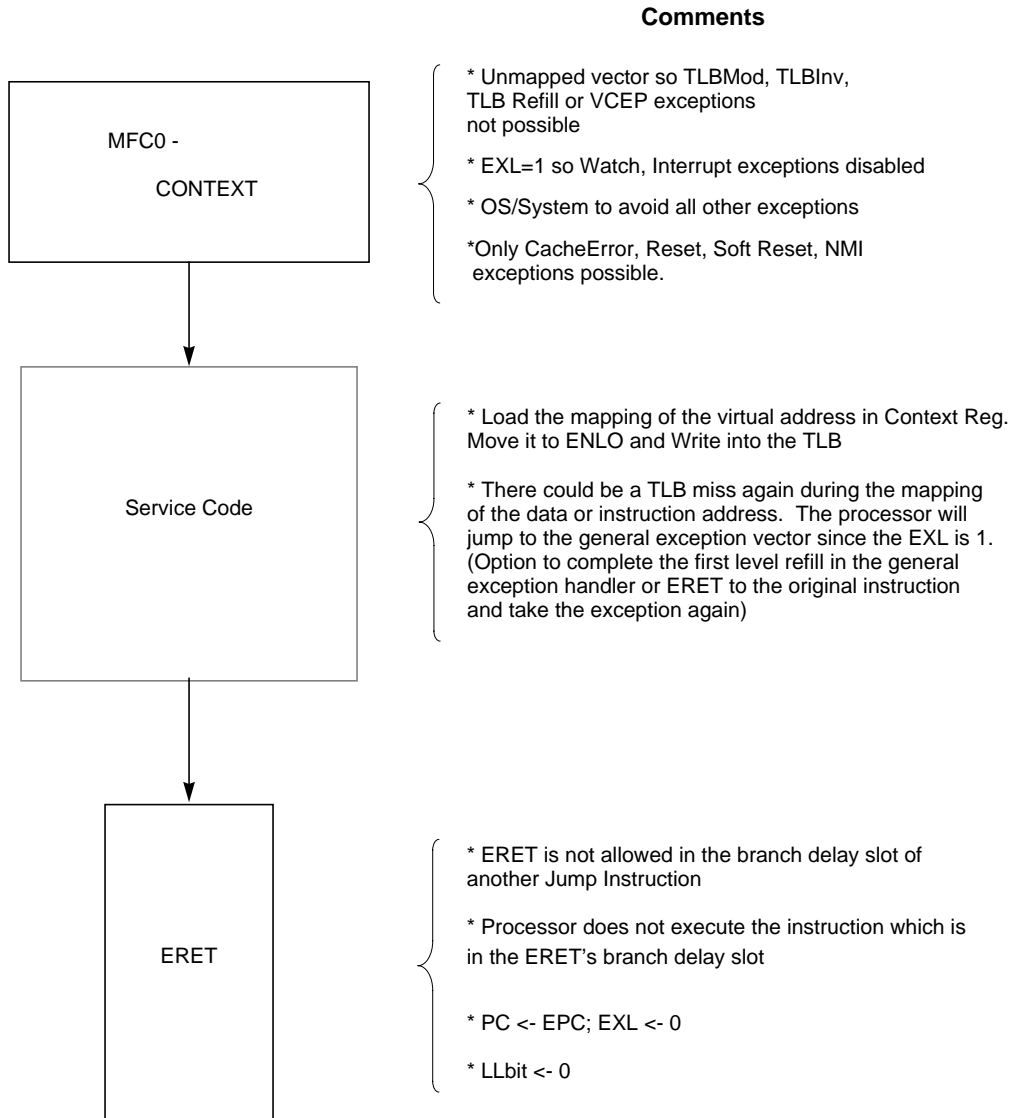 Comments
MFC0 -
CONTEXT
* Unmapped vector so TLBMod, TLBInv,
TLB Refill or VCEP exceptions
not possible
* EXL=1 so Watch, Interrupt exceptions disabled
* OS/System to avoid all other exceptions
*Only CacheError, Reset, Soft Reset, NMI
exceptions possible.
Service Code
* Load the mapping of the virtual address in Context Reg.
Move it to ENLO and Write into the TLB
* There could be a TLB miss again during the mapping
of the data or instruction address. The processor will
jump to the general exception vector since the EXL is 1.
(Option to complete the first level refill in the general
exception handler or ERET to the original instruction
and take the exception again)
ERET
* ERET is not allowed in the branch delay slot of
another Jump Instruction
* Processor does not execute the instruction which is
in the ERET's branch delay slot
* PC <- EPC; EXL <- 0
* LLbit <- 0